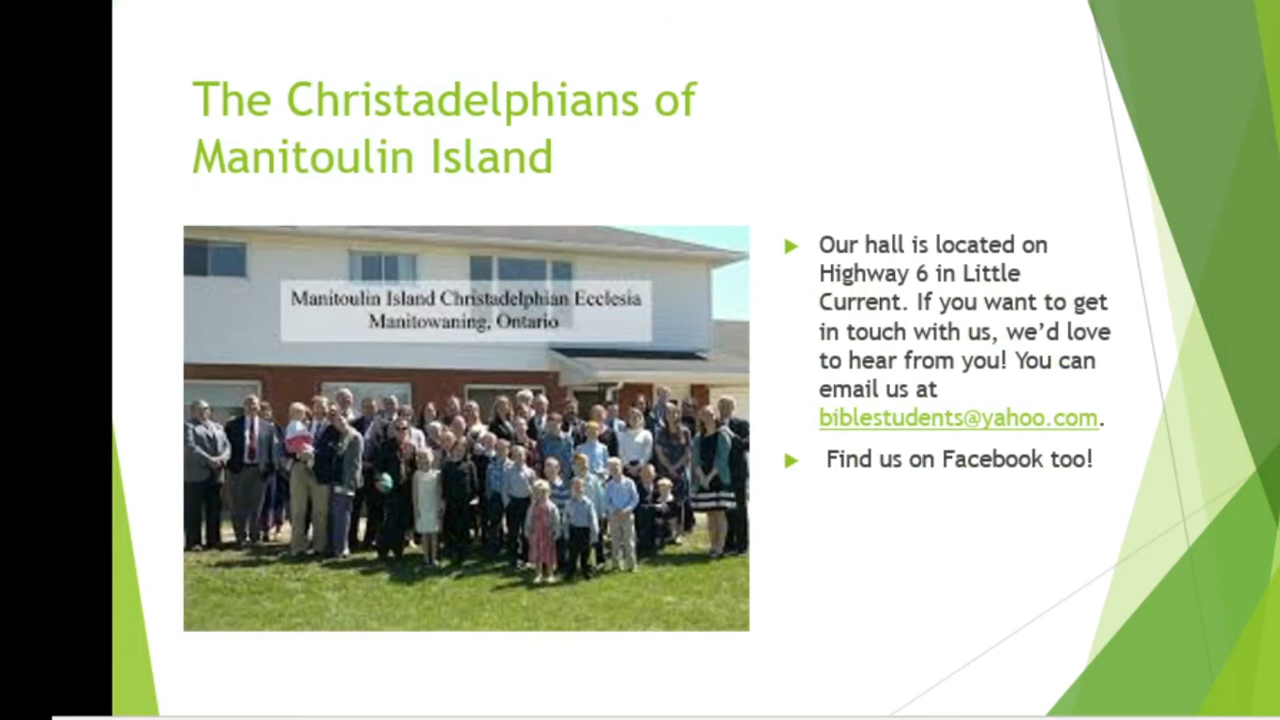 The Christadelphians of
Manitoulin Island
Manitoulin Island Christadelphian Ecclesia
Manitowaning, Ontario
Our hall is located on
Highway 6 in Little
Current. If you want to get
in touch with us, we’d love
to hear from you! You can
email us at
biblestudents@yahoo.com.
Find us on Facebook too!